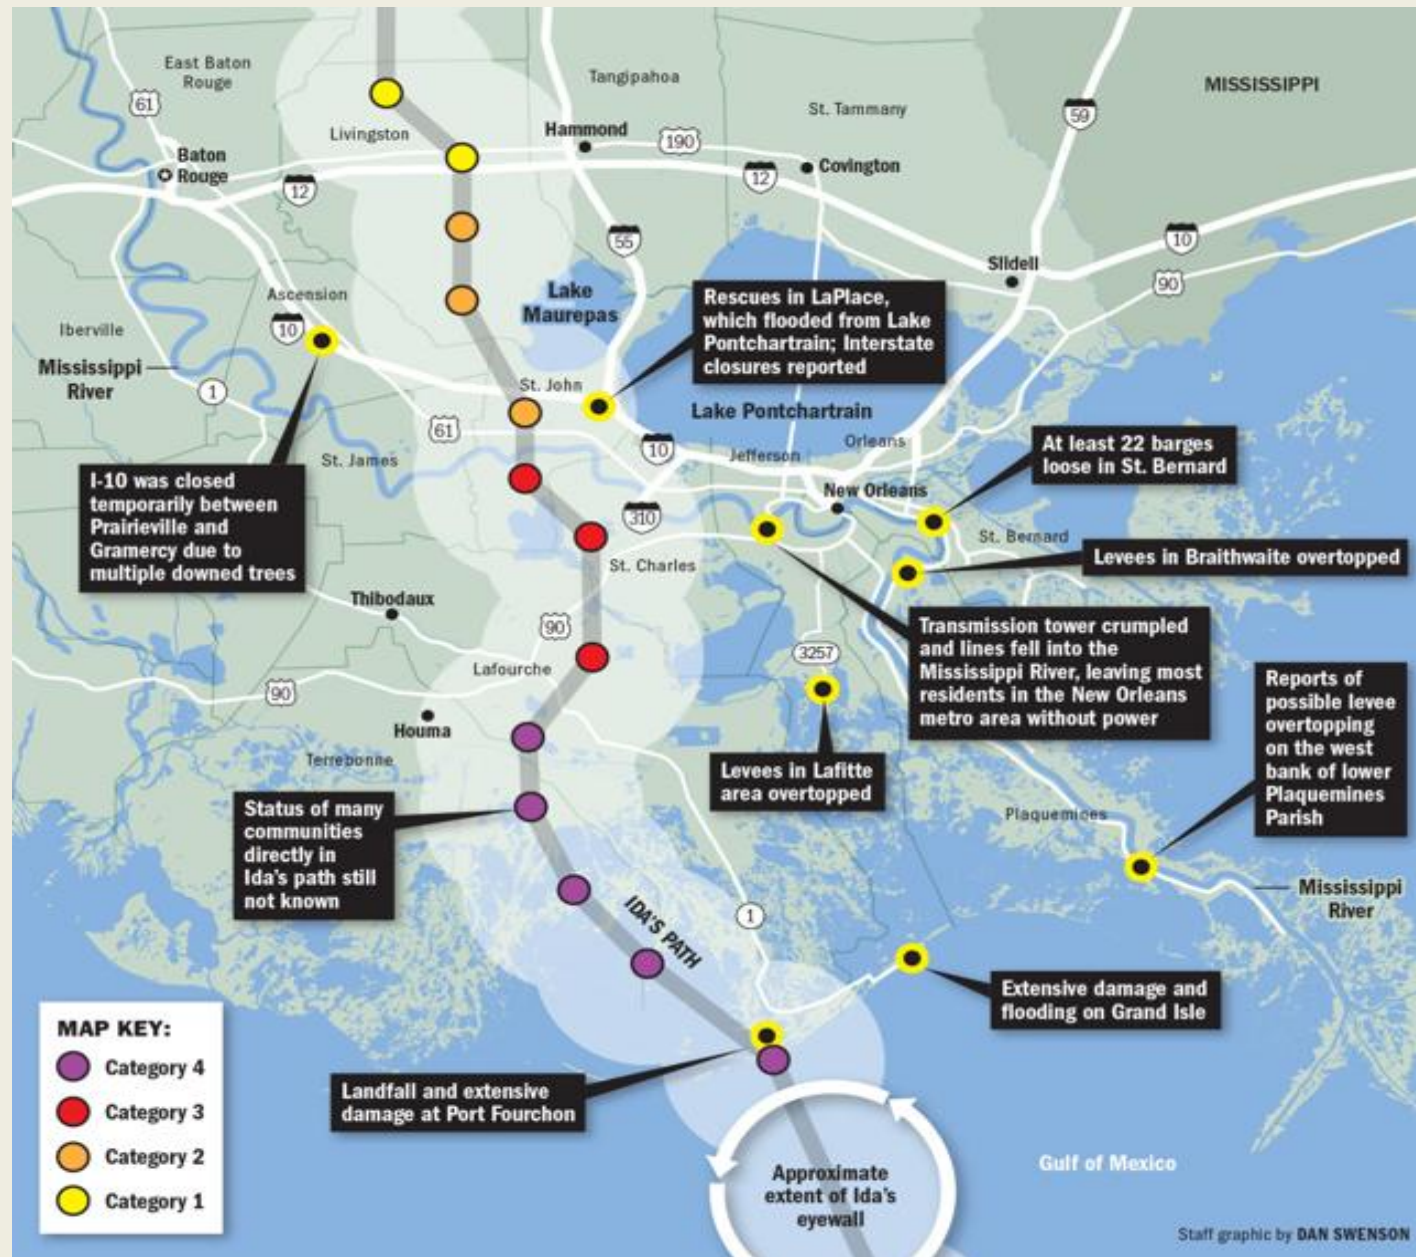 East Baton
Rouge
Tangipahoa
MISSISSIPPI
61
St. Tammany
59
Livingston
Hammond
190
Baton
Rouge
Covington
12
12
55
10
Slidell
90
Ascension
Lake
Maurepas
10
Iberville
Rescues in LaPlace,
which flooded from Lake
Pontchartrain; Interstate
closures reported
Mississippi
River
1
St. John
Lake Pontchartrain
61
10
Orleans
Jefferson
At least 22 barges
loose in St. Bernard
St. James
I-10 was closed
temporarily between
Prairieville and
Gramercy due to
multiple downed trees
New Orleans
310
St. Bernard
St. Charles
Levees in Braithwaite overtopped
Thibodaux
90
Transmission tower crumpled
and lines fell into the
Mississippi River, leaving most
residents in the New Orleans
metro area without power
3257
Lafourche
90
Reports of
possible levee
overtopping
on the west
bank of lower
Plaquemines
Parish
Houma
Terrebonne
Levees in Lafitte
area overtopped
Status of many
communities
directly in
Ida's path still
not known
Plaquemines
Mississippi
River
IDA'S PATH
1
Extensive damage and
flooding on Grand Isle
MAP KEY:
Category 4
Category 3
Category 2
Category 1
Landfall and extensive
damage at Port Fourchon
Approximate
extent of Ida's
eyewall
Gulf of Mexico
Staff graphic by DAN SWENSON